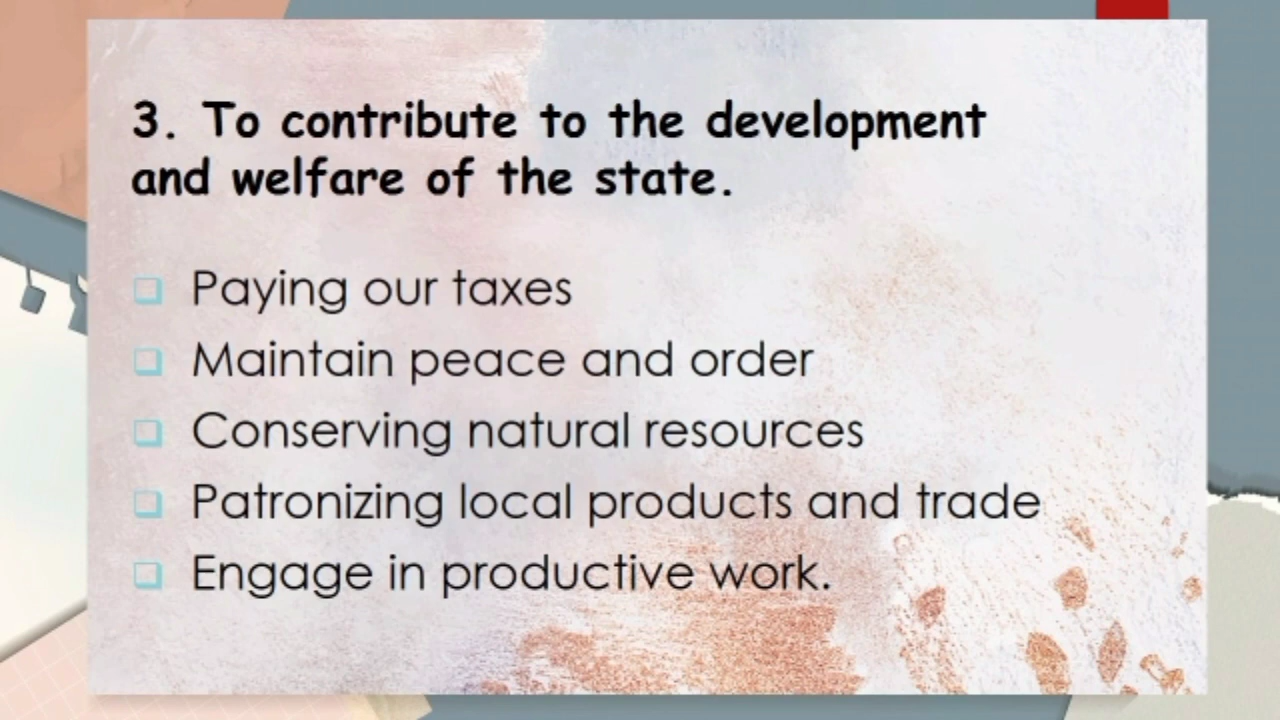 3. To contribute to the development
and welfare of the state.
Paying our taxes
Maintain peace and order
Conserving natural resources
Patronizing local products and trade
Engage in productive work.